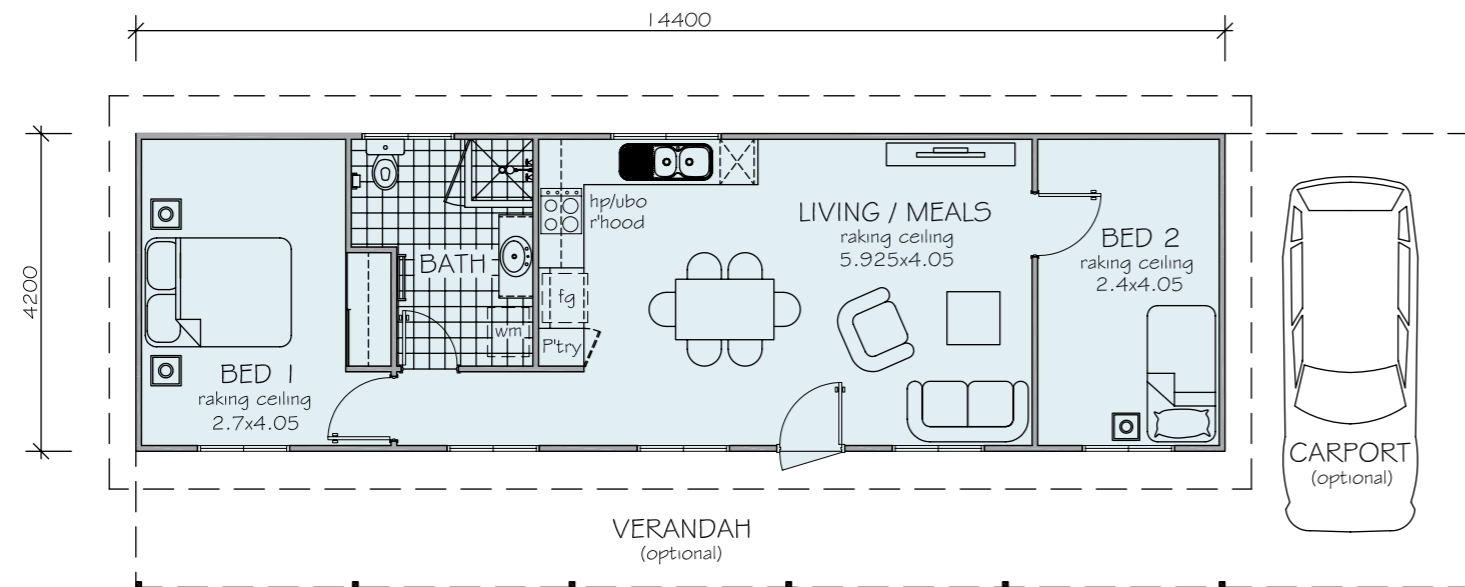 14400
4200
hp/ubo
r'hood
LIVING / MEALS
raking ceiling
5.925x4.05
BED 2
raking ceiling
2.4x4.05
BATH
fg
wm
P'try
BED 1
raking ceiling
2.7x4.05
CARPORT
(optional)
VERANDAH
(optional)